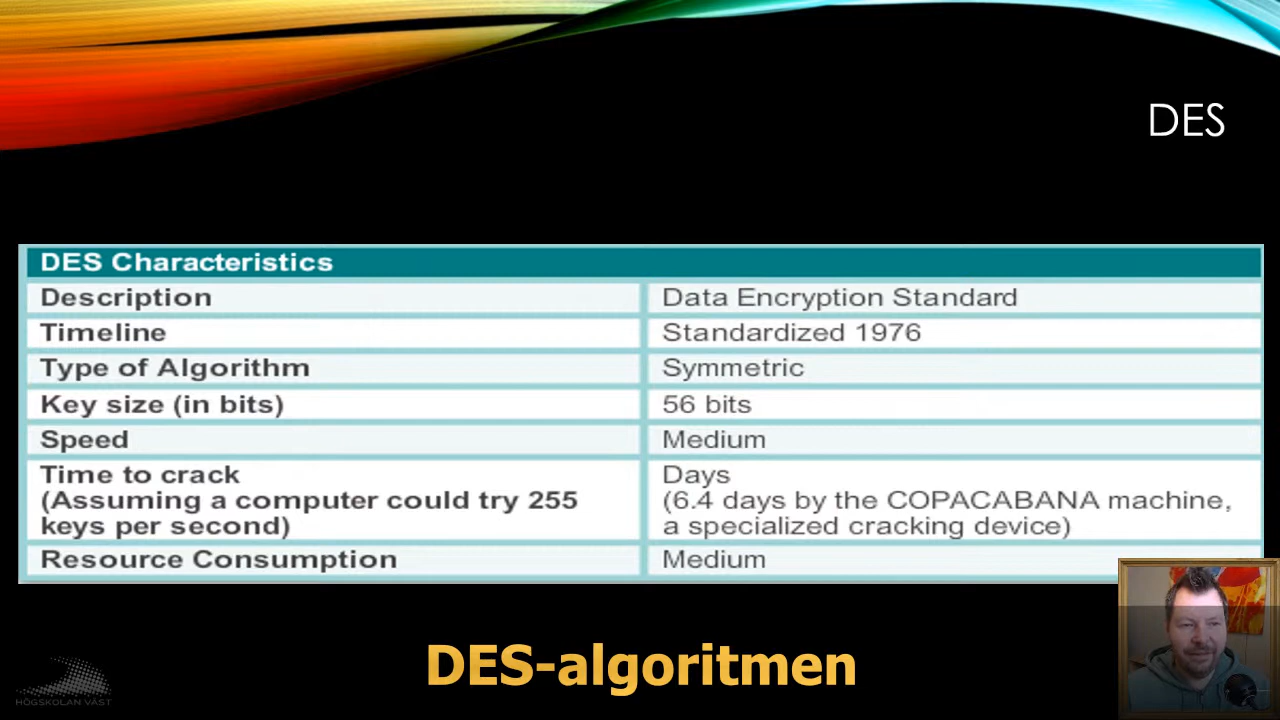 DES
DES Characteristics
Description
Data Encryption Standard
Timeline
Standardized 1976
Type of Algorithm
Symmetric
Key size (in bits)
56 bits
Speed
Medium
Time to crack
(Assuming a computer could try 255
keys per second)
Days
(6.4 days by the COPACABANA machine,
a specialized cracking device)
Resource Consumption
Medium
DES-algoritmen
HÖGSKOLAN VÄST